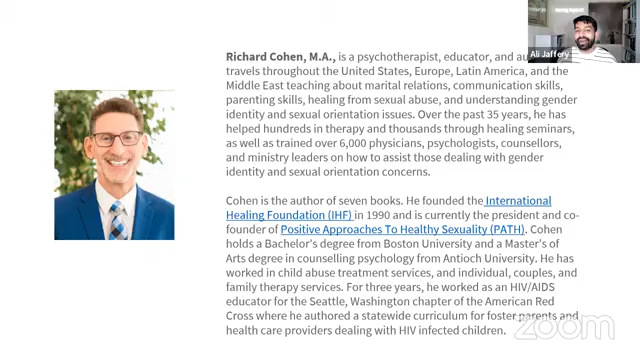 Richard Cohen, M.A., is a psychotherapist, educator, and au
travels throughout the United States, Europe, Latin America, and the
Middle East teaching about marital relations, communication skills,
parenting skills, healing from sexual abuse, and understanding gender
identity and sexual orientation issues. Over the past 35 years, he has
helped hundreds in therapy and thousands through healing seminars,
as well as trained over 6,000 physicians, psychologists, counsellors,
and ministry leaders on how to assist those dealing with gender
identity and sexual orientation concerns.
Cohen is the author of seven books. He founded the International
Healing Foundation (IHF) in 1990 and is currently the president and co-
founder of Positive Approaches To Healthy Sexuality (PATH). Cohen
holds a Bachelor's degree from Boston University and a Master's of
Arts degree in counselling psychology from Antioch University. He has
worked in child abuse treatment services, and individual, couples, and
family therapy services. For three years, he worked as an HIV/AIDS
educator for the Seattle, Washington chapter of the American Red
Cross where he authored a statewide curriculum for foster parents and
health care providers dealing with HIV infected children.
Ali Jaffery
zoom